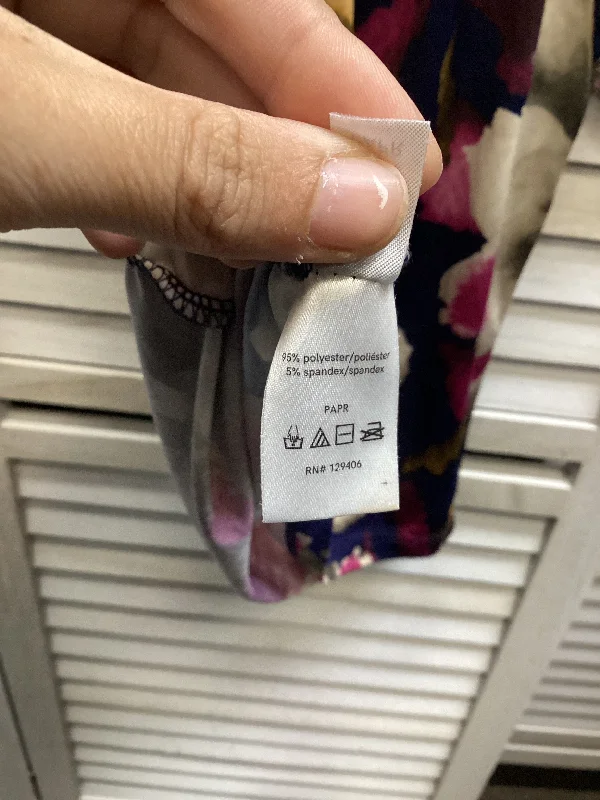 95% polyester/poliéster
5% spandex/spandex
PAPR
RN# 129406